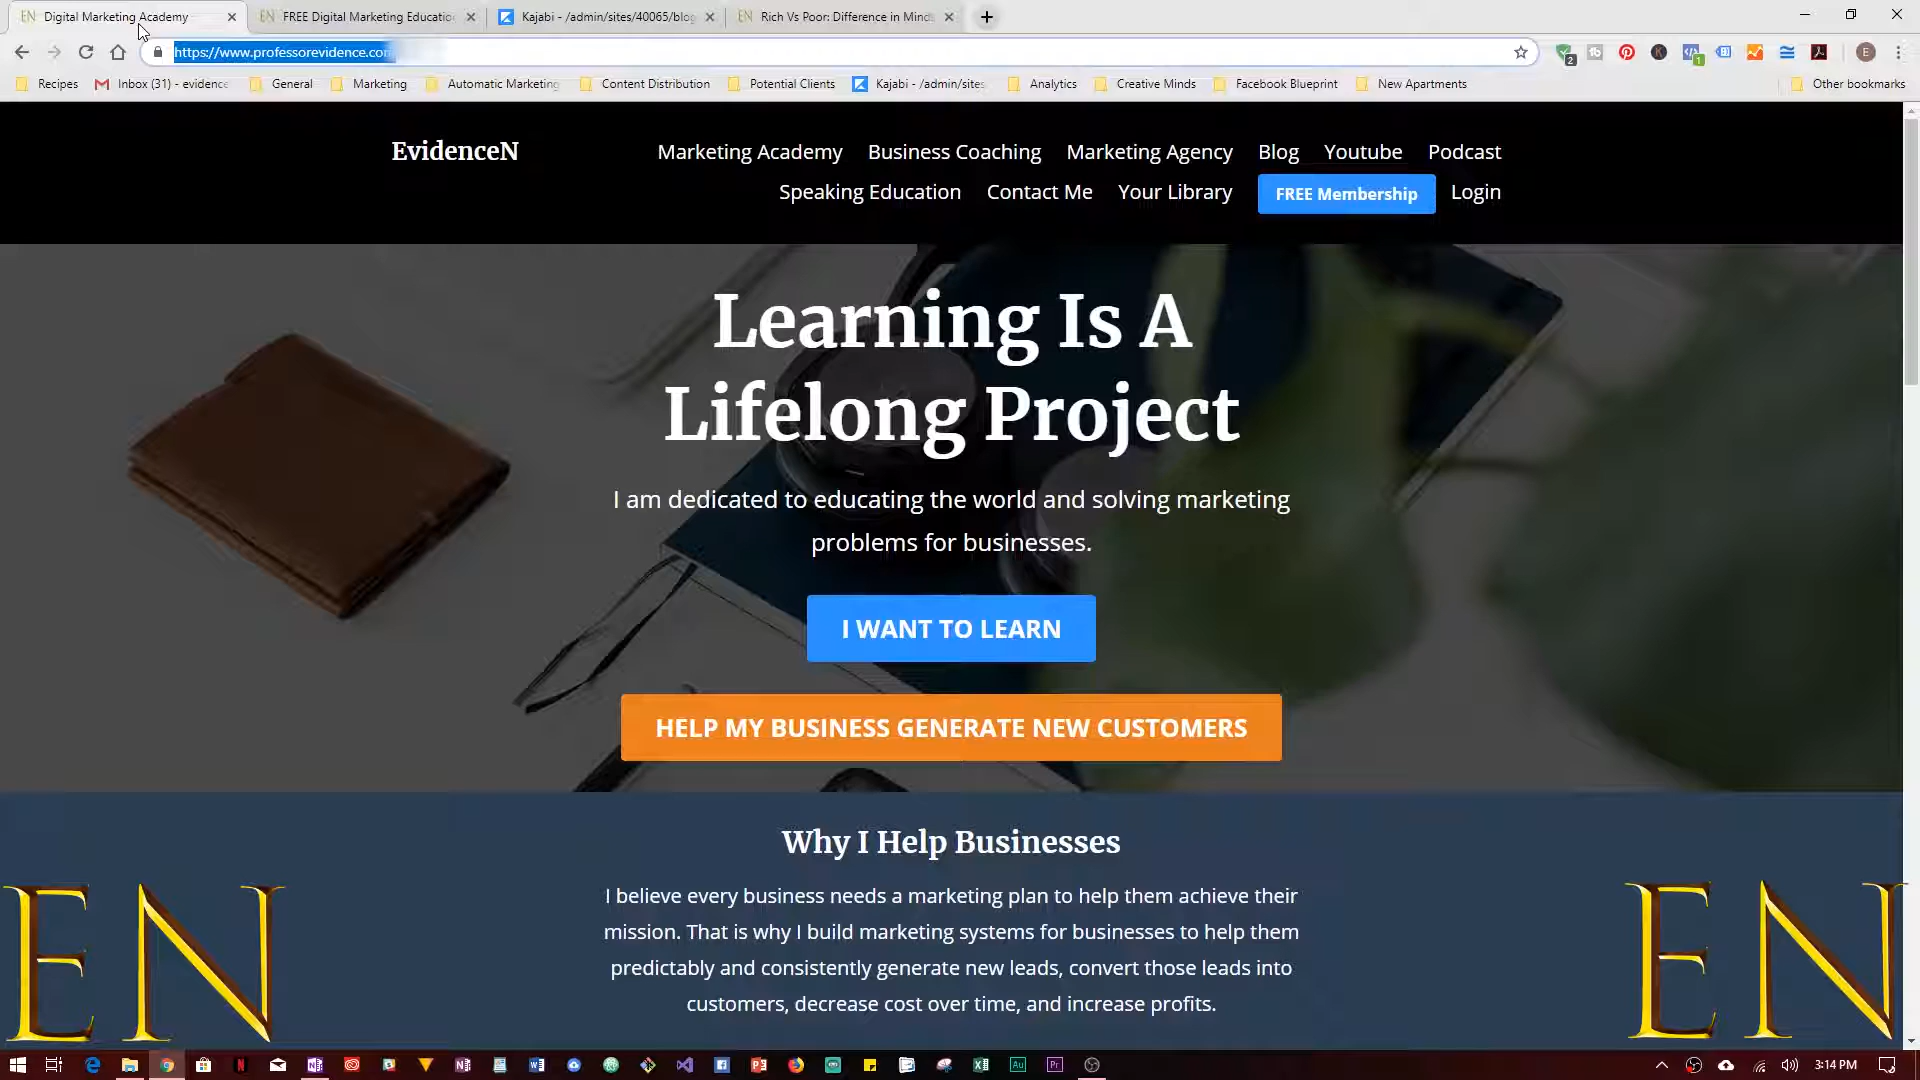 Digital Marketing Academy
FREE Digital Marketing Educatio
Kajabi - /admin/sites/40065/blog
Rich Vs Poor: Difference in Minds
https://www.professorevidence.com
2
1
E
Recipes
Inbox (31) - evidence
General
Marketing
Automatic Marketing
Content Distribution
Potential Clients
Kajabi - /admin/sites
Analytics
Creative Minds
Facebook Blueprint
New Apartments
Other bookmarks
EvidenceN
Marketing Academy Business Coaching Marketing Agency Blog Youtube Podcast
Speaking Education Contact Me Your Library FREE Membership Login
Learning Is A
Lifelong Project
I am dedicated to educating the world and solving marketing
problems for businesses.
I WANT TO LEARN
HELP MY BUSINESS GENERATE NEW CUSTOMERS
Why I Help Businesses
I believe every business needs a marketing plan to help them achieve their
mission. That is why I build marketing systems for businesses to help them
predictably and consistently generate new leads, convert those leads into
customers, decrease cost over time, and increase profits.
EN
EN
3:14 PM